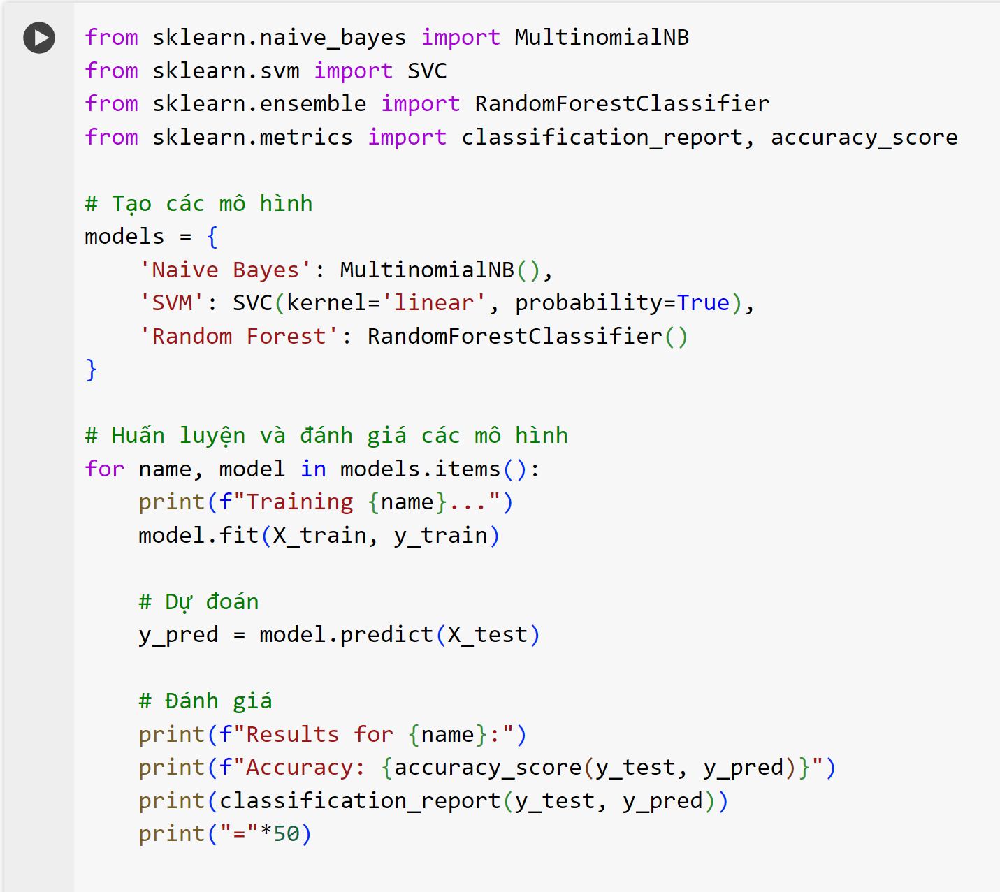 from sklearn.naive_bayes import MultinomialNB
from sklearn.svm import SVC
from sklearn.ensemble import RandomForestClassifier
from sklearn.metrics import classification_report, accuracy_score

# Tạo các mô hình
models = {
    'Naive Bayes': MultinomialNB(),
    'SVM': SVC(kernel='linear', probability=True),
    'Random Forest': RandomForestClassifier()
}

# Huấn luyện và đánh giá các mô hình
for name, model in models.items():
    print(f"Training {name}...")
    model.fit(X_train, y_train)

    # Dự đoán
    y_pred = model.predict(X_test)

    # Đánh giá
    print(f"Results for {name}:")
    print(f"Accuracy: {accuracy_score(y_test, y_pred)}")
    print(classification_report(y_test, y_pred))
    print("="*50)